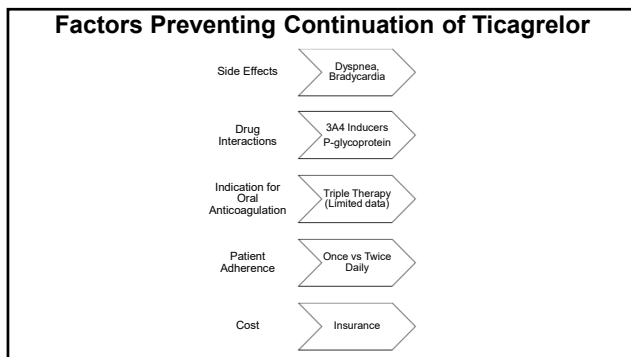 Factors Preventing Continuation of Ticagrelor
Side Effects
Dyspnea,
Bradycardia
Drug
Interactions
3A4 Inducers
P-glycoprotein
Indication for
Oral
Anticoagulation
Triple Therapy
(Limited data)
Patient
Adherence
Once vs Twice
Daily
Cost
Insurance